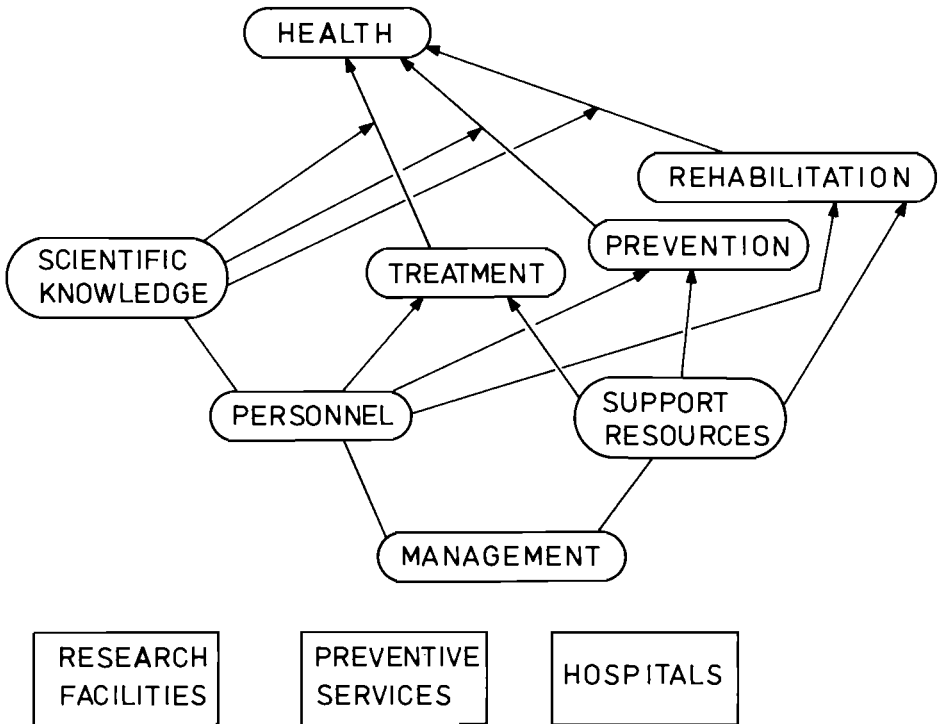 HEALTH
REHABILITATION
PREVENTION
SCIENTIFIC
KNOWLEDGE
TREATMENT
PERSONNEL
SUPPORT
RESOURCES
MANAGEMENT
RESEARCH
FACILITIES
PREVENTIVE
SERVICES
HOSPITALS